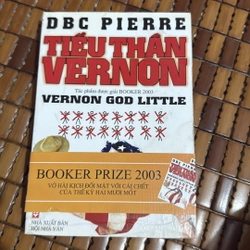 DBC PIERRE
TIỂU THẦN
VERNON
Tác phẩm được giải BOOKER 2003
VERNON GOD LITTLE
BOOKER PRIZE 2003
VỞ HÀI KỊCH ĐỐI MẶT VỚI CÁI CHẾT
CỦA THẾ KỶ HAI MƯƠI MỐT
NHÀ XUẤT BẢN
HỘI NHÀ VĂN